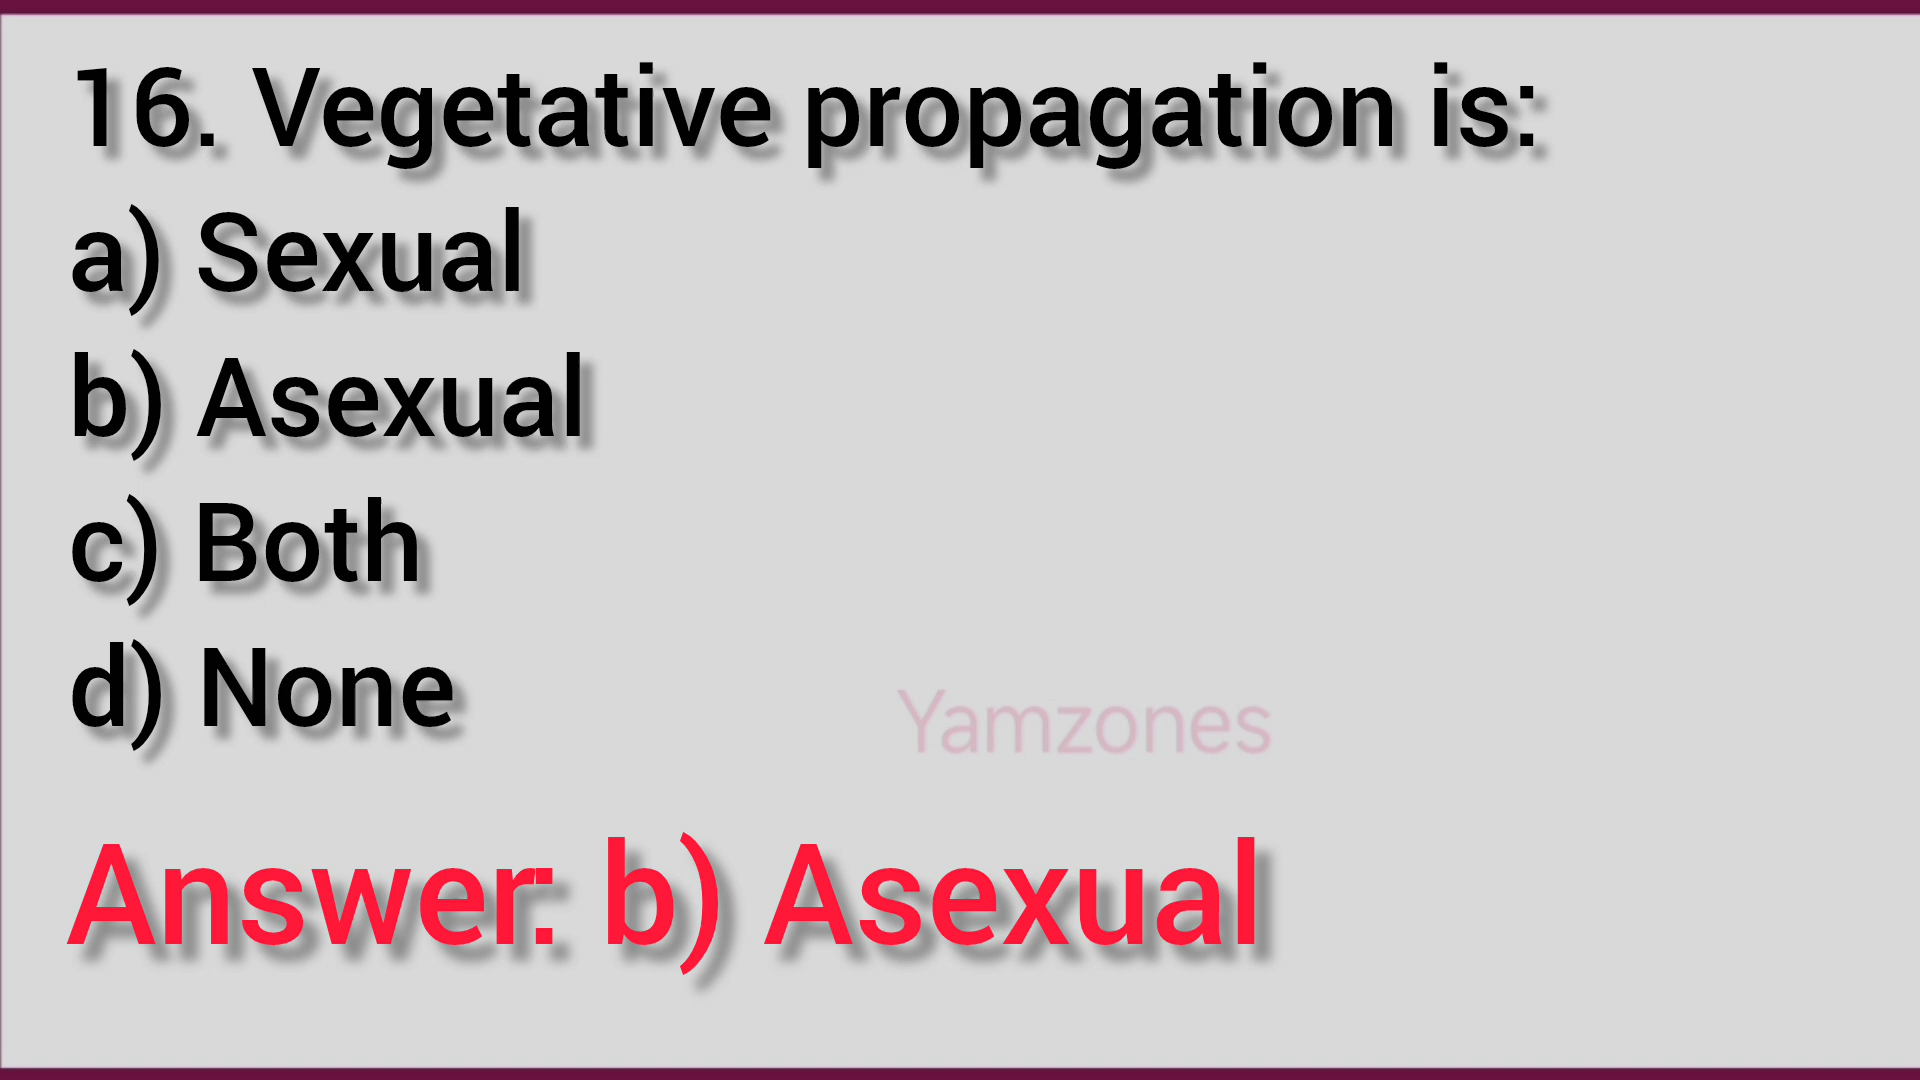 16. Vegetative propagation is:
a) Sexual
b) Asexual
c) Both
d) None
Yamzones
Answer: b) Asexual